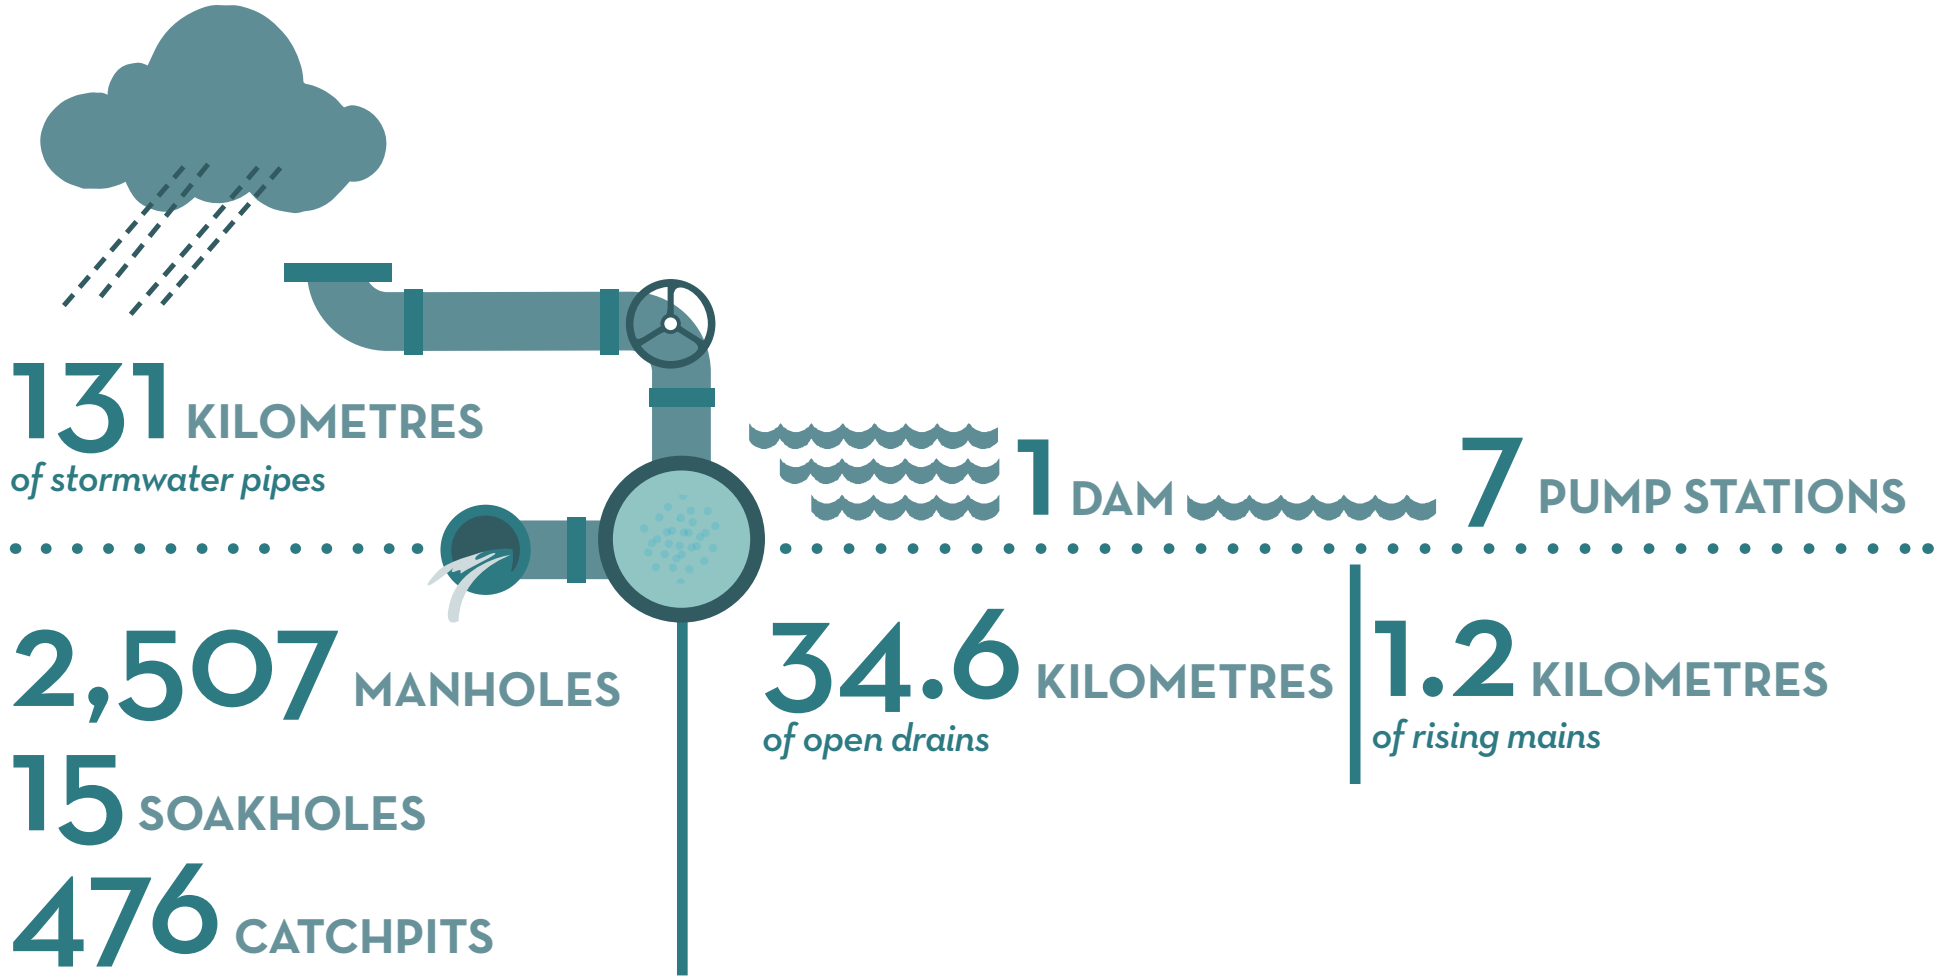 131 KILOMETRES
of stormwater pipes
1 DAM
7 PUMP STATIONS
2,507 MANHOLES
15 SOAKHOLES
476 CATCHPITS
34.6 KILOMETRES
of open drains
1.2 KILOMETRES
of rising mains